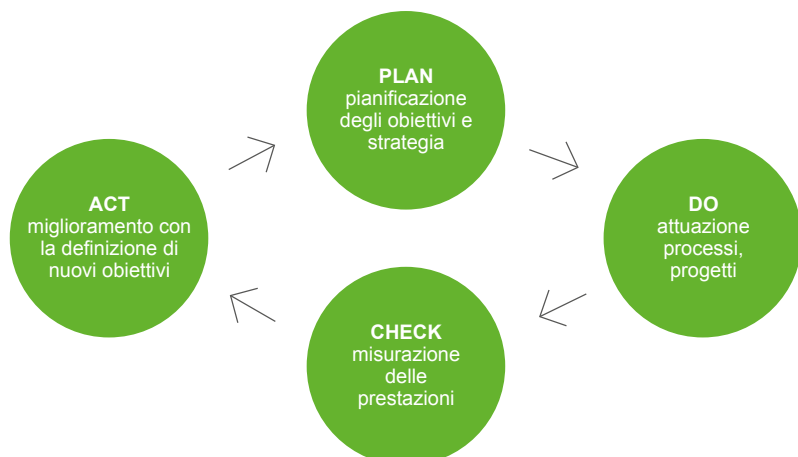 PLAN
pianificazione
degli obiettivi e
strategia
DO
attuazione
processi,
progetti
CHECK
misurazione
delle
prestazioni
ACT
miglioramento con
la definizione di
nuovi obiettivi